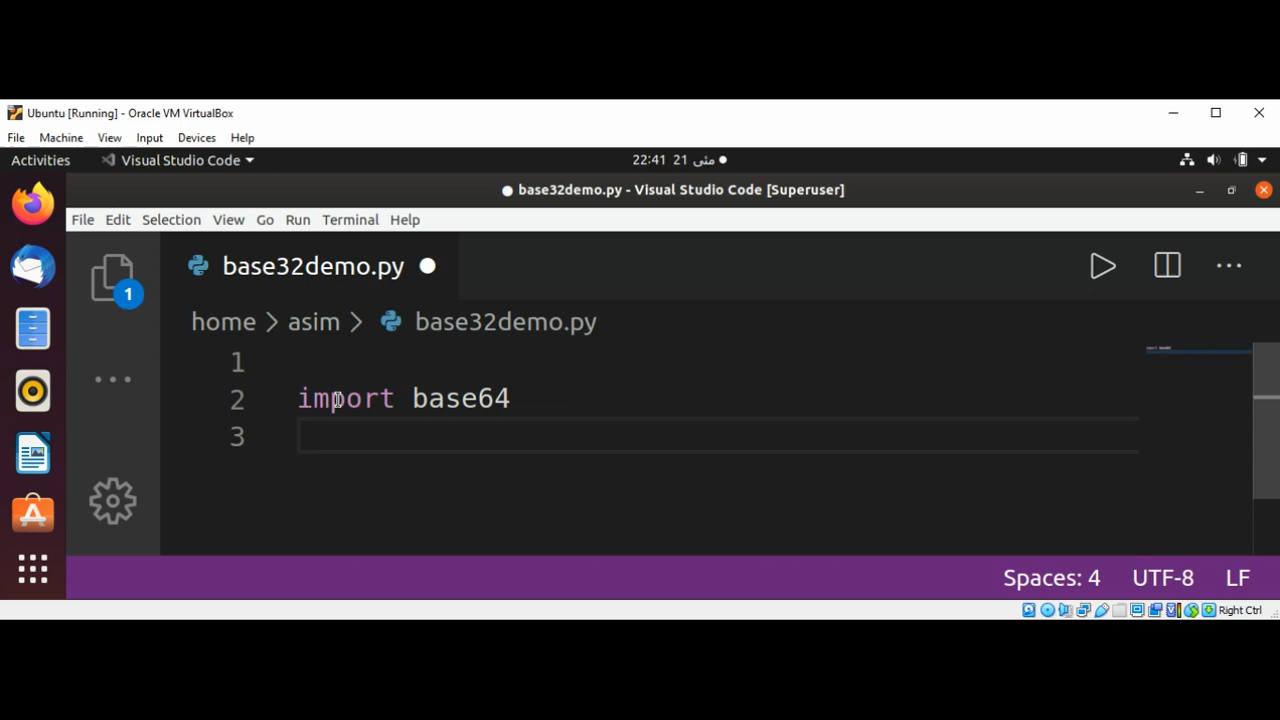 Ubuntu [Running] - Oracle VM VirtualBox
File Machine View Input Devices Help
Activities Visual Studio Code 22:41 21 مئی
base32demo.py - Visual Studio Code [Superuser]
File Edit Selection View Go Run Terminal Help
base32demo.py
1
home > asim > base32demo.py
1
2 import base64
3
Spaces: 4 UTF-8 LF
Right Ctrl